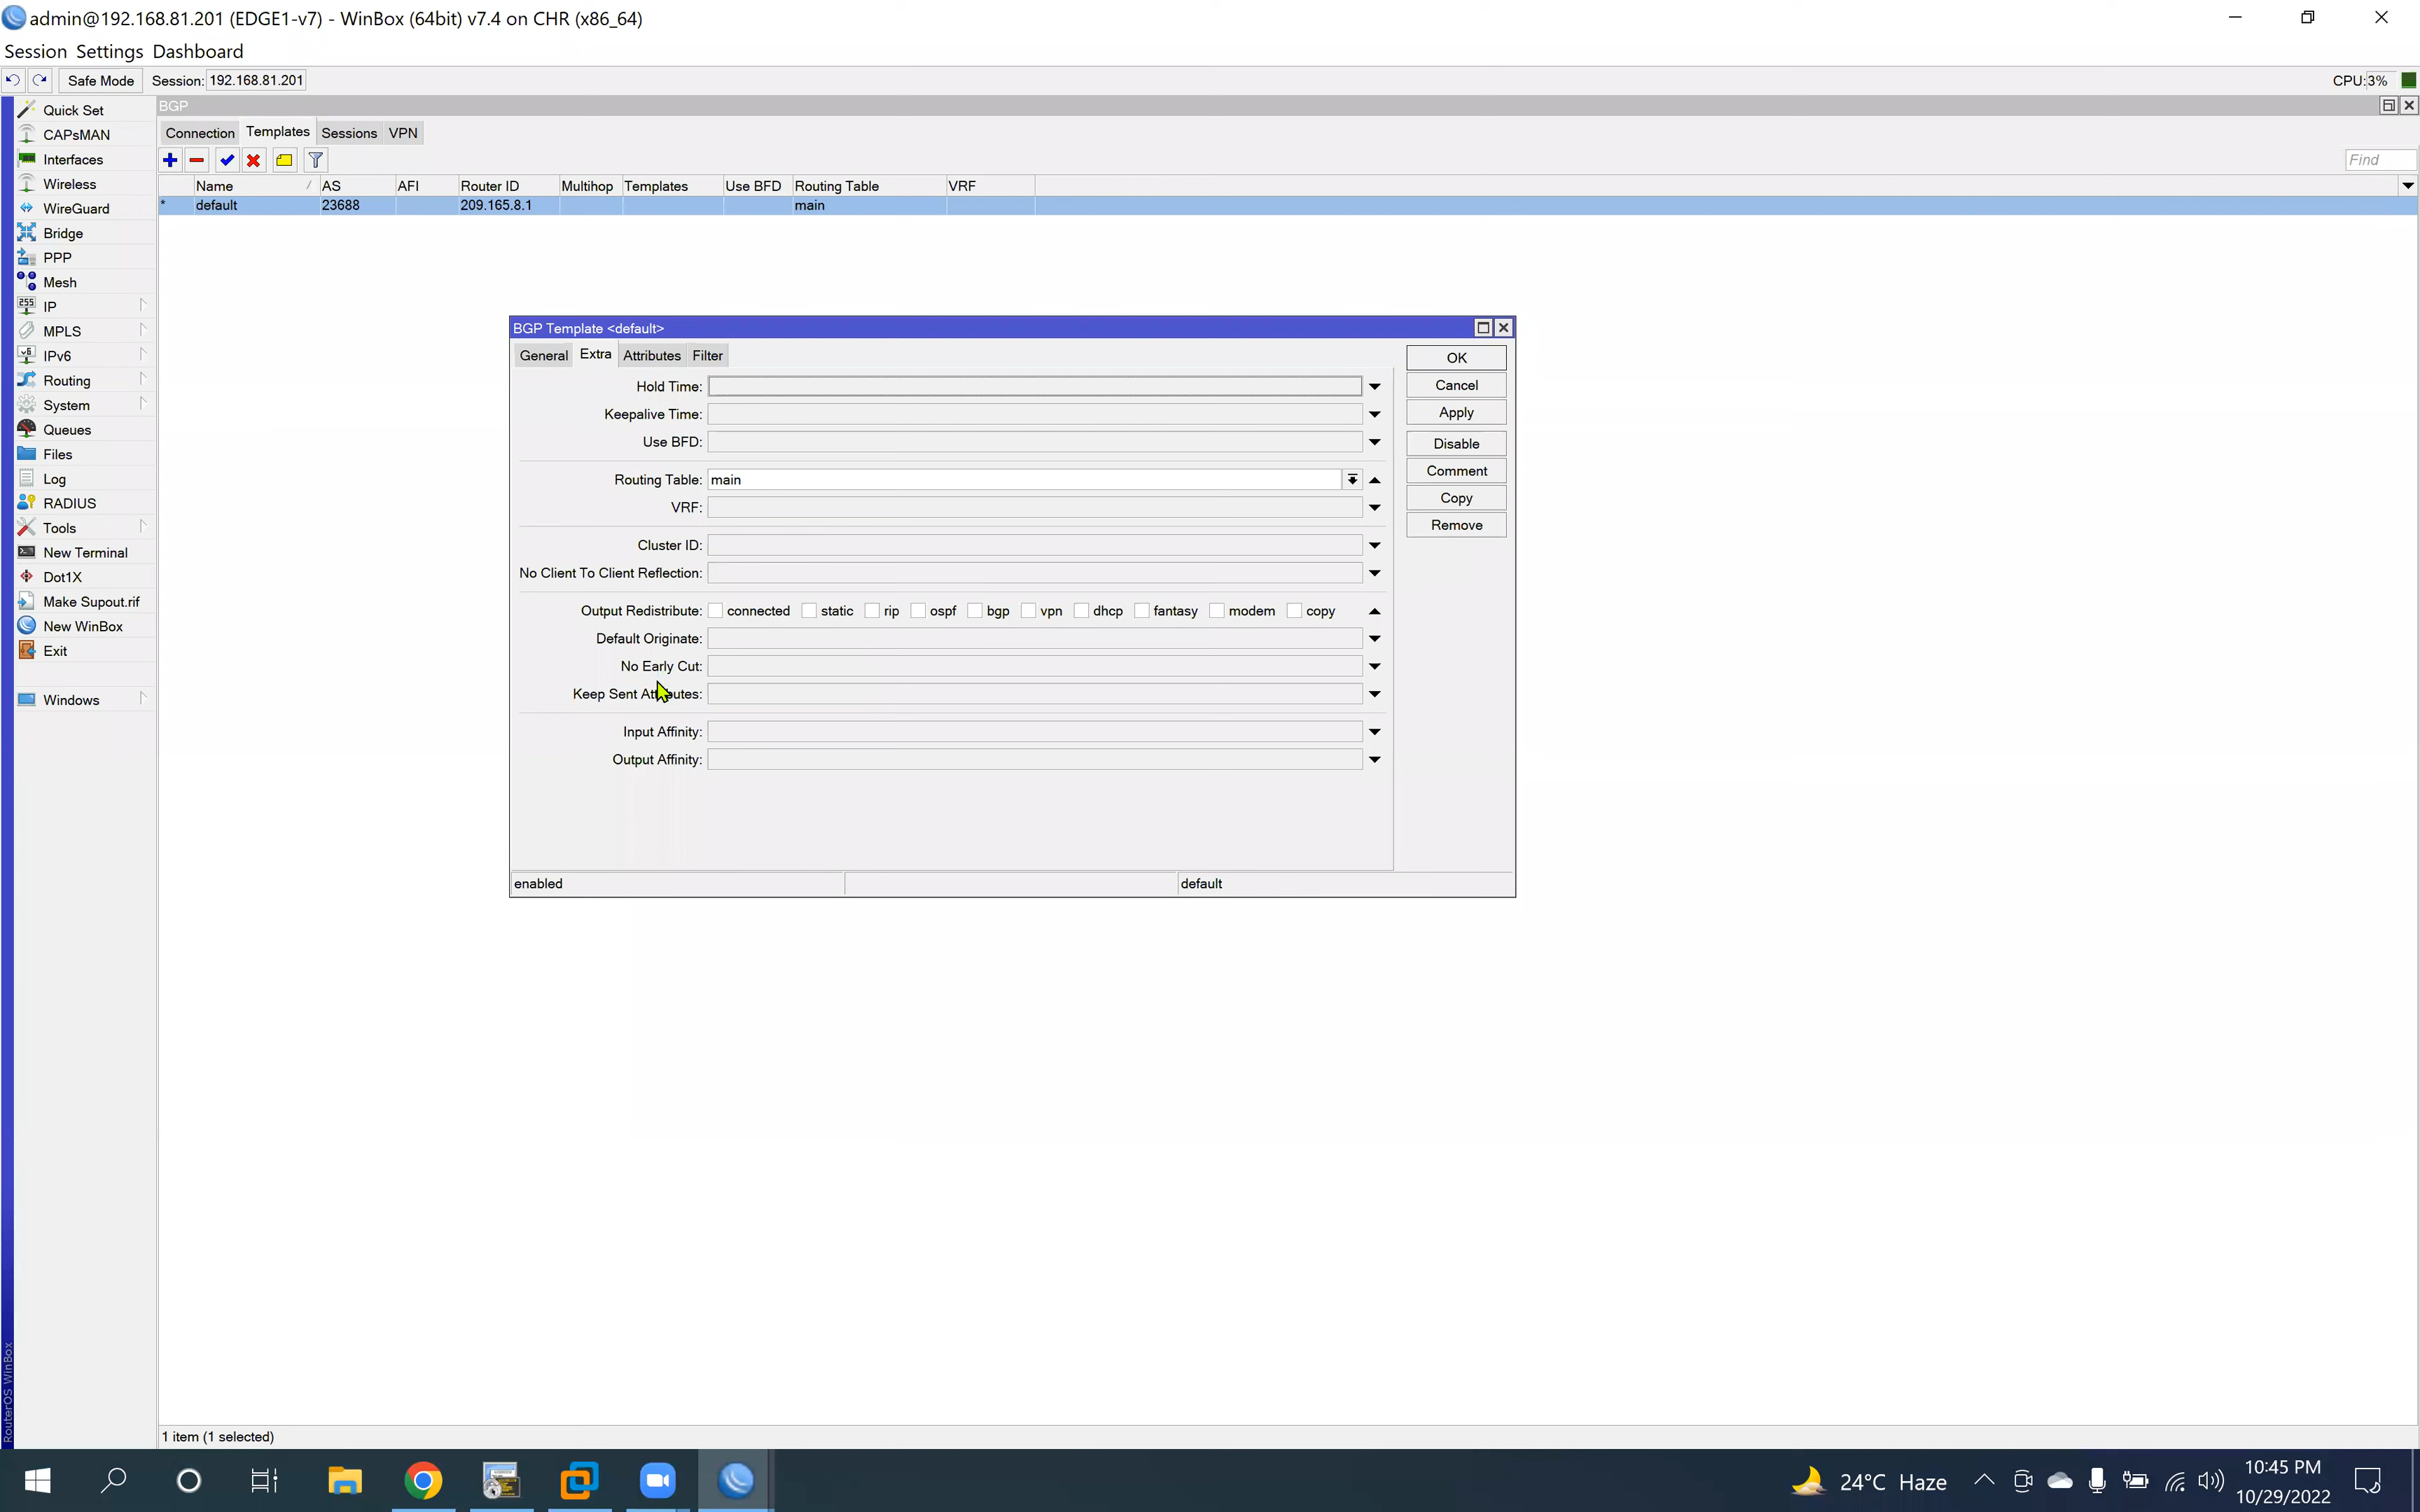 admin@192.168.81.201 (EDGE1-v7) - WinBox (64bit) v7.4 on CHR (x86_64)
Session Settings Dashboard
Safe Mode Session: 192.168.81.201 CPU:3%
BGP
Connection Templates Sessions VPN
Find
Name AS AFI Router ID Multihop Templates Use BFD Routing Table VRF
* default 23688 209.165.8.1 main
Quick Set
CAPsMAN
Interfaces
Wireless
WireGuard
Bridge
PPP
Mesh
IP
MPLS
IPv6
Routing
System
Queues
Files
Log
RADIUS
Tools
New Terminal
Dot1X
Make Supout.rif
New WinBox
Exit
Windows
RouterOS WinBox
BGP Template <default>
General Extra Attributes Filter
Hold Time:
Keepalive Time:
Use BFD:
Routing Table: main
VRF:
Cluster ID:
No Client To Client Reflection:
Output Redistribute: connected static rip ospf bgp vpn dhcp fantasy modem copy
Default Originate:
No Early Cut:
Keep Sent Attributes:
Input Affinity:
Output Affinity:
OK
Cancel
Apply
Disable
Comment
Copy
Remove
enabled default
1 item (1 selected)
24°C Haze
10:45 PM
10/29/2022